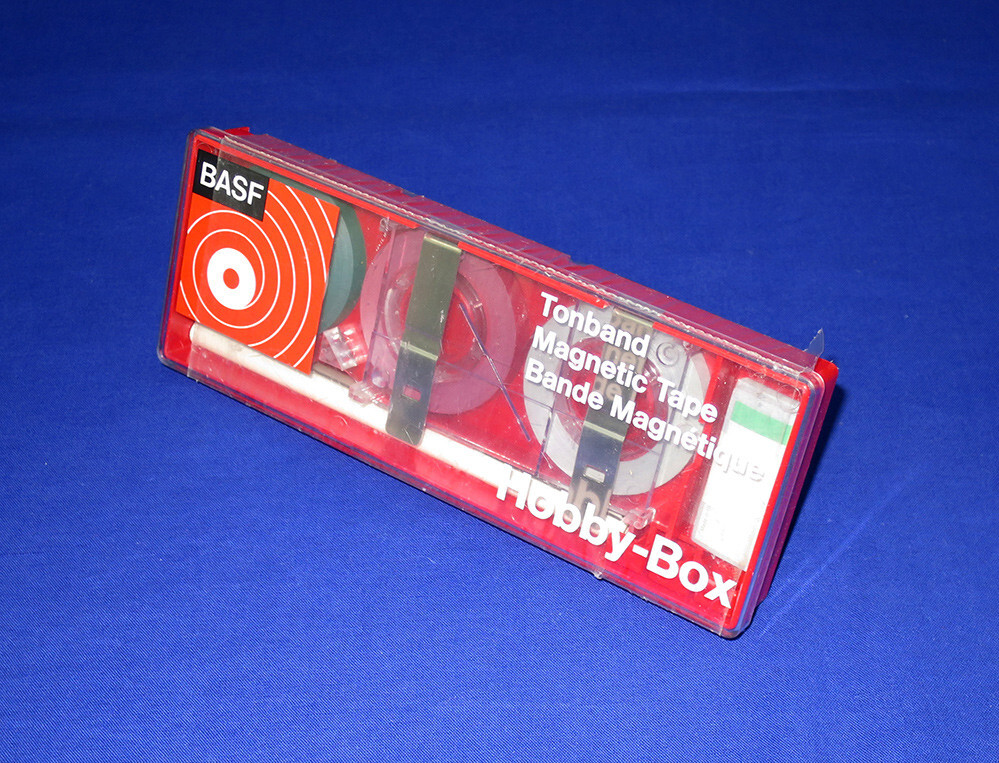 BASF
Tonband
Magnetic Tape
Bande Magnétique
Hobby-Box